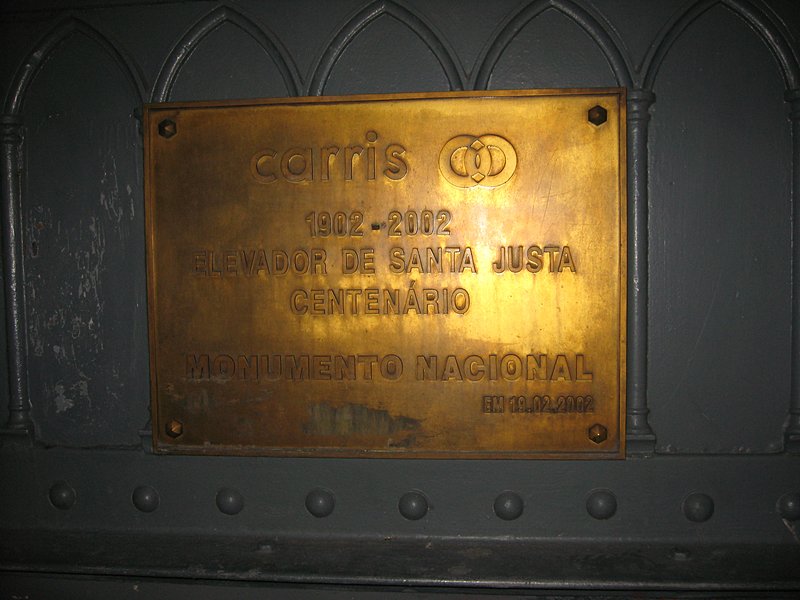 carris
1902 - 2002
ELEVADOR DE SANTA JUSTA
CENTENÁRIO
MONUMENTO NACIONAL
EM 19.02.2002